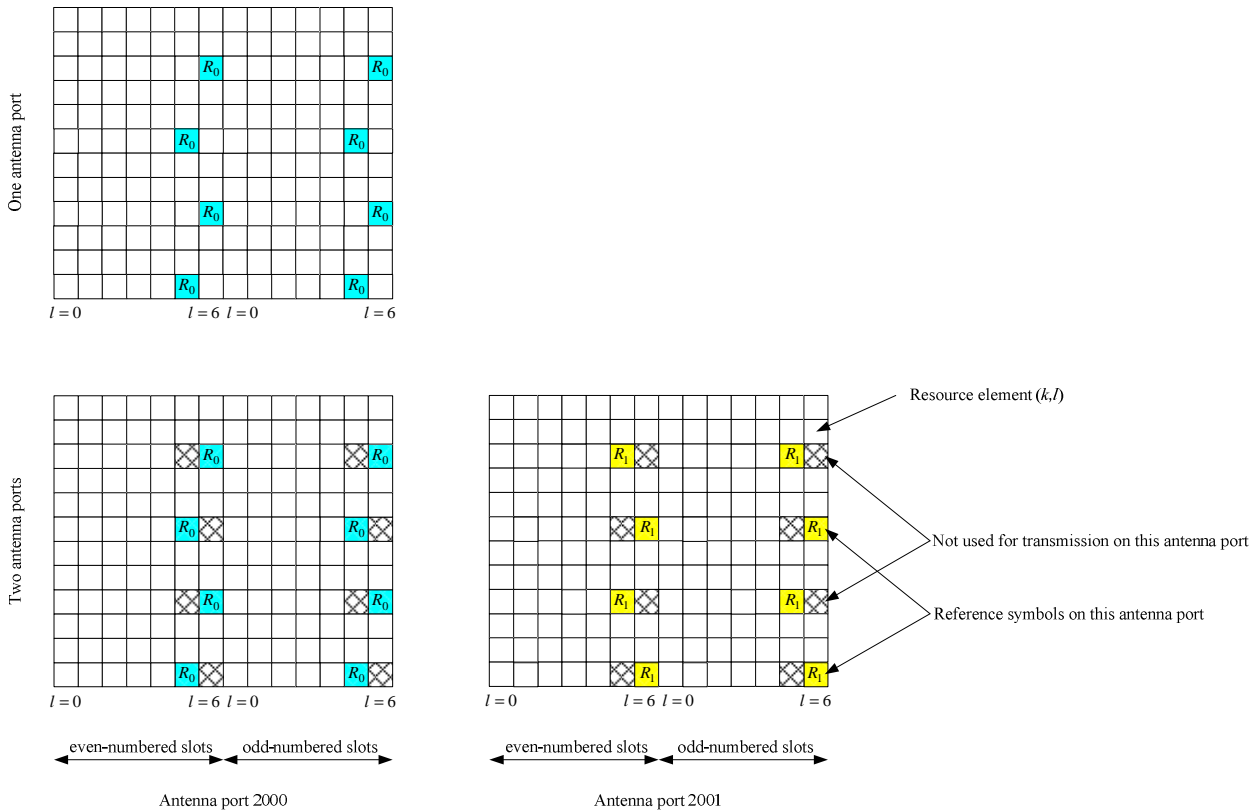 One antenna port
R0 R0
R0 R0
R0 R0
R0 R0
l = 0 l = 6 l = 0 l = 6
Two antenna ports
Resource element (k,l)
R0 R0 R1 R1
R0 R0 R1 R1
Not used for transmission on this antenna port
R0 R0 R1 R1
Reference symbols on this antenna port
R0 R0 R1 R1
l = 0 l = 6 l = 0 l = 6 l = 0 l = 6 l = 0 l = 6
even-numbered slots odd-numbered slots even-numbered slots odd-numbered slots
Antenna port 2000 Antenna port 2001